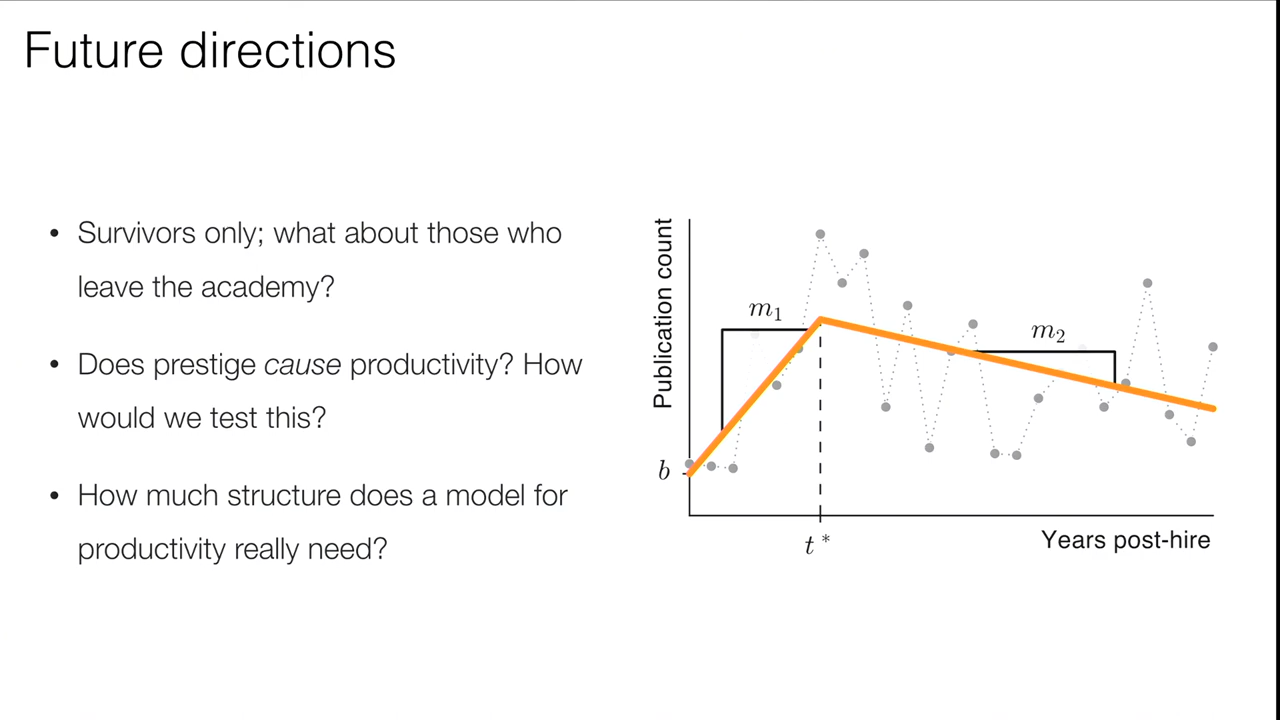 Future directions
• Survivors only; what about those who
leave the academy?
• Does prestige cause productivity? How
would we test this?
• How much structure does a model for
productivity really need?
Publication count
m₁
m₂
b
t*
Years post-hire